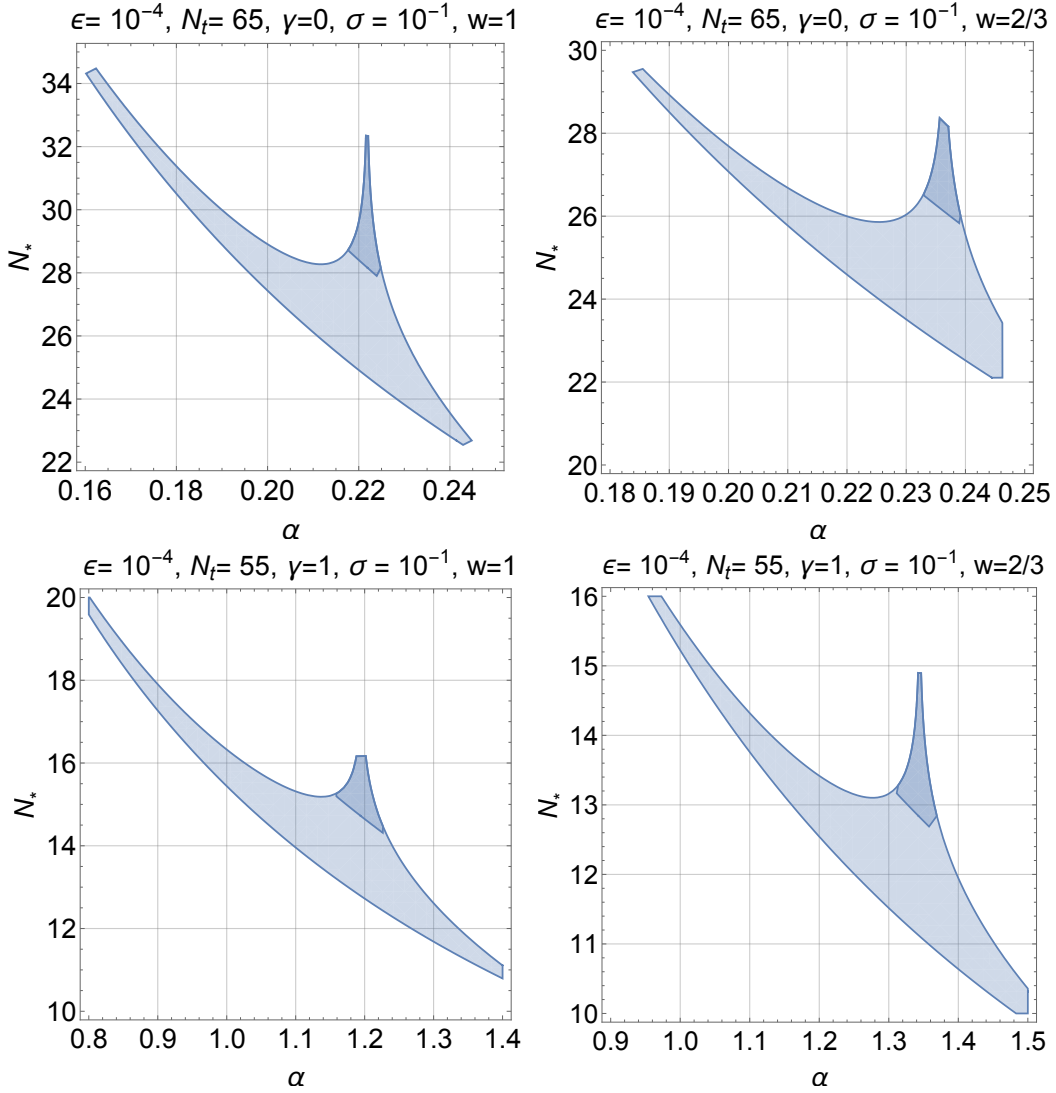 ϵ= 10⁻⁴, Nₜ= 65, γ=0, σ = 10⁻¹, w=1
34
32
30
28
26
24
22
N⁎
0.16 0.18 0.20 0.22 0.24
α
ϵ= 10⁻⁴, Nₜ= 65, γ=0, σ = 10⁻¹, w=2/3
30
28
26
24
22
20
N⁎
0.18 0.19 0.20 0.21 0.22 0.23 0.24 0.25
α
ϵ= 10⁻⁴, Nₜ= 55, γ=1, σ = 10⁻¹, w=1
20
18
16
14
12
10
N⁎
0.8 0.9 1.0 1.1 1.2 1.3 1.4
α
ϵ= 10⁻⁴, Nₜ= 55, γ=1, σ = 10⁻¹, w=2/3
16
15
14
13
12
11
10
N⁎
0.9 1.0 1.1 1.2 1.3 1.4 1.5
α